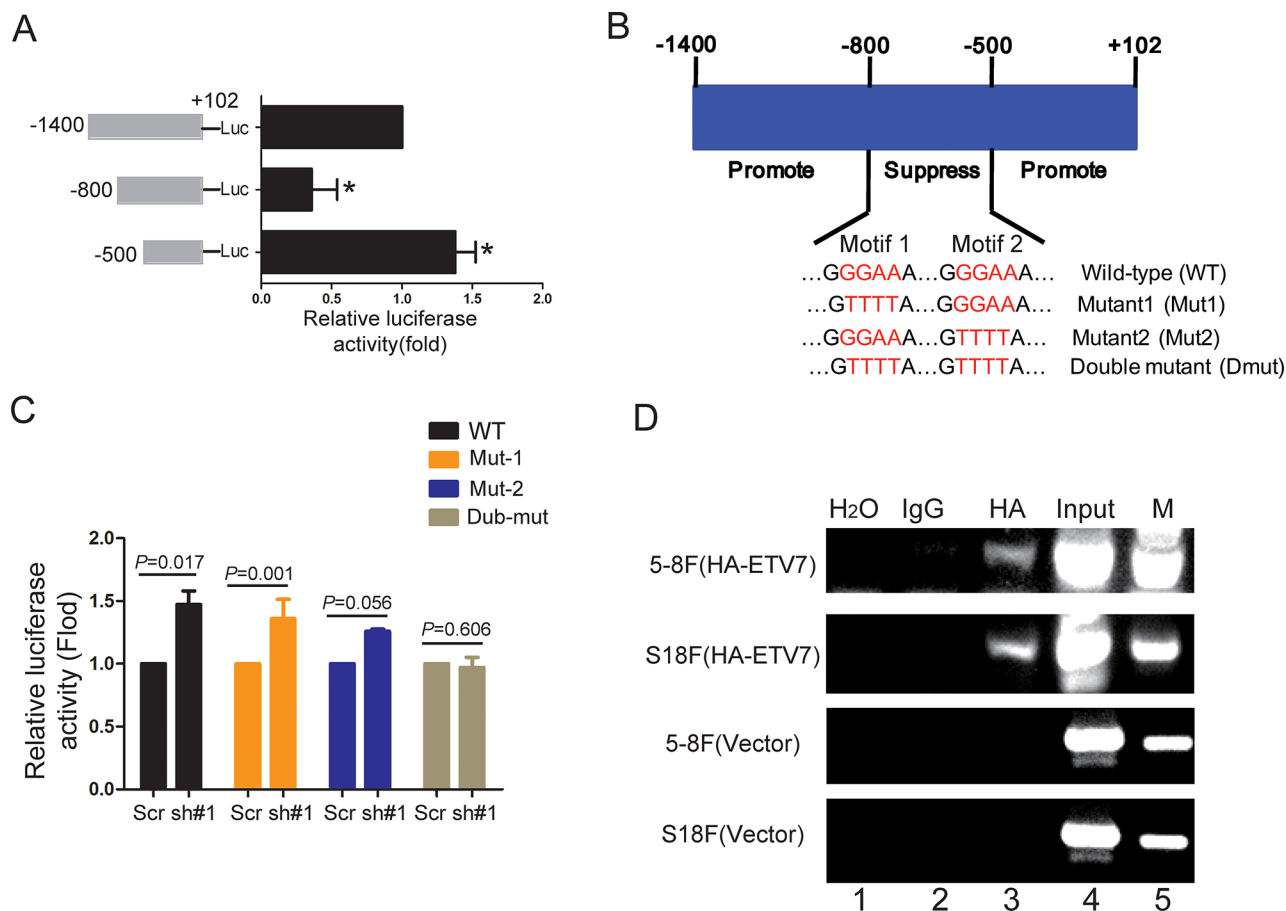 A
+102
-1400
Luc
-800
Luc
*
-500
Luc
*
0.0 0.5 1.0 1.5 2.0
Relative luciferase
activity(fold)
B
-1400 -800 -500 +102
Promote Suppress Promote
Motif 1 Motif 2
...GGGAAA...GGGAAA... Wild-type (WT)
...GTTTTA...GGGAAA... Mutant1 (Mut1)
...GGGAAA...GTTTTA... Mutant2 (Mut2)
...GTTTTA...GTTTTA... Double mutant (Dmut)
C
WT
Mut-1
Mut-2
Dub-mut
Relative luciferase
activity (Flod)
2.0
1.5
1.0
0.5
0.0
P=0.017
P=0.001
P=0.056
P=0.606
Scr sh#1 Scr sh#1 Scr sh#1 Scr sh#1
D
H2O IgG HA Input M
5-8F(HA-ETV7)
S18F(HA-ETV7)
5-8F(Vector)
S18F(Vector)
1 2 3 4 5